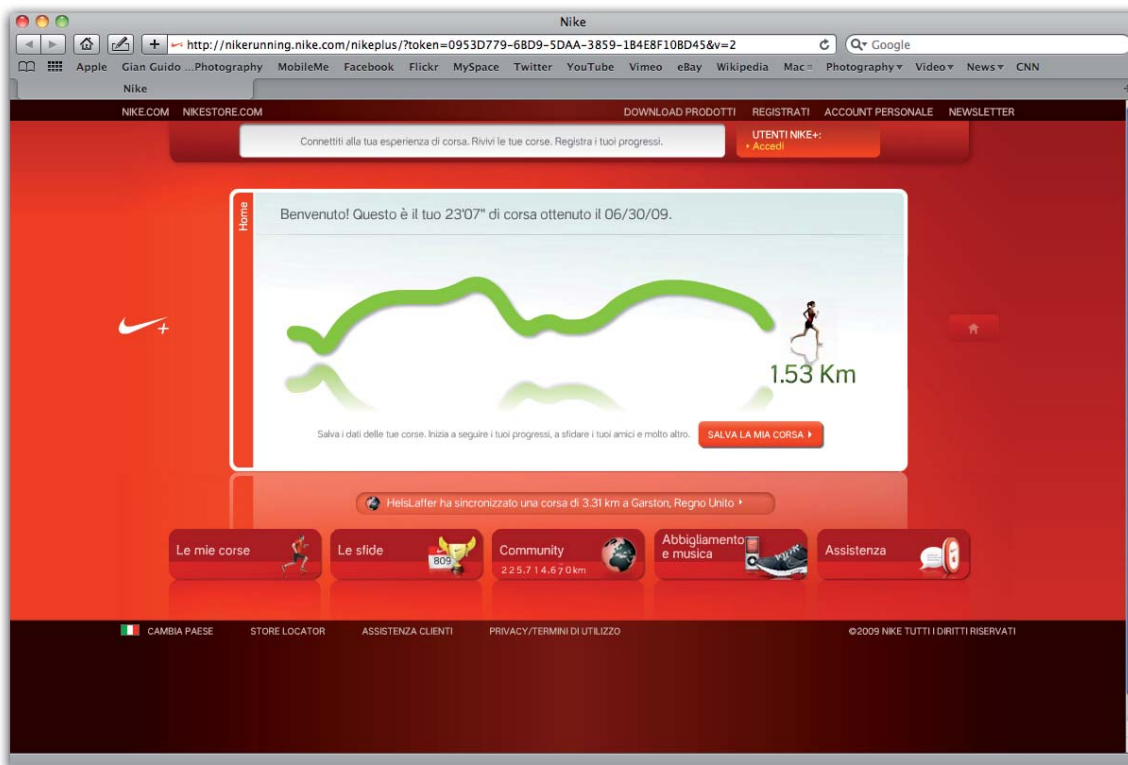 Nike
http://nikerunning.nike.com/nikeplus/?token=0953D779-6BD9-5DAA-3859-1B4E8F10BD45&v=2
Google
Apple Gian Guido ...Photography MobileMe Facebook Flickr MySpace Twitter YouTube Vimeo eBay Wikipedia Mac Photography Video News CNN
Nike
NIKE.COM NIKESTORE.COM DOWNLOAD PRODOTTI REGISTRATI ACCOUNT PERSONALE NEWSLETTER
Connettiti alla tua esperienza di corsa. Rivivi le tue corse. Registra i tuoi progressi.
UTENTI NIKE+:
Accedi
Home
Benvenuto! Questo è il tuo 23'07" di corsa ottenuto il 06/30/09.
1.53 Km
Salva i dati delle tue corse. Inizia a seguire i tuoi progressi, a sfidare i tuoi amici e molto altro.
SALVA LA MIA CORSA
HelsLaffer ha sincronizzato una corsa di 3.31 km a Garston, Regno Unito
Le mie corse
Le sfide
809
Community
225.714.670km
Abbigliamento
e musica
Assistenza
CAMBIA PAESE STORE LOCATOR ASSISTENZA CLIENTI PRIVACY/TERMINI DI UTILIZZO ©2009 NIKE TUTTI I DIRITTI RISERVATI